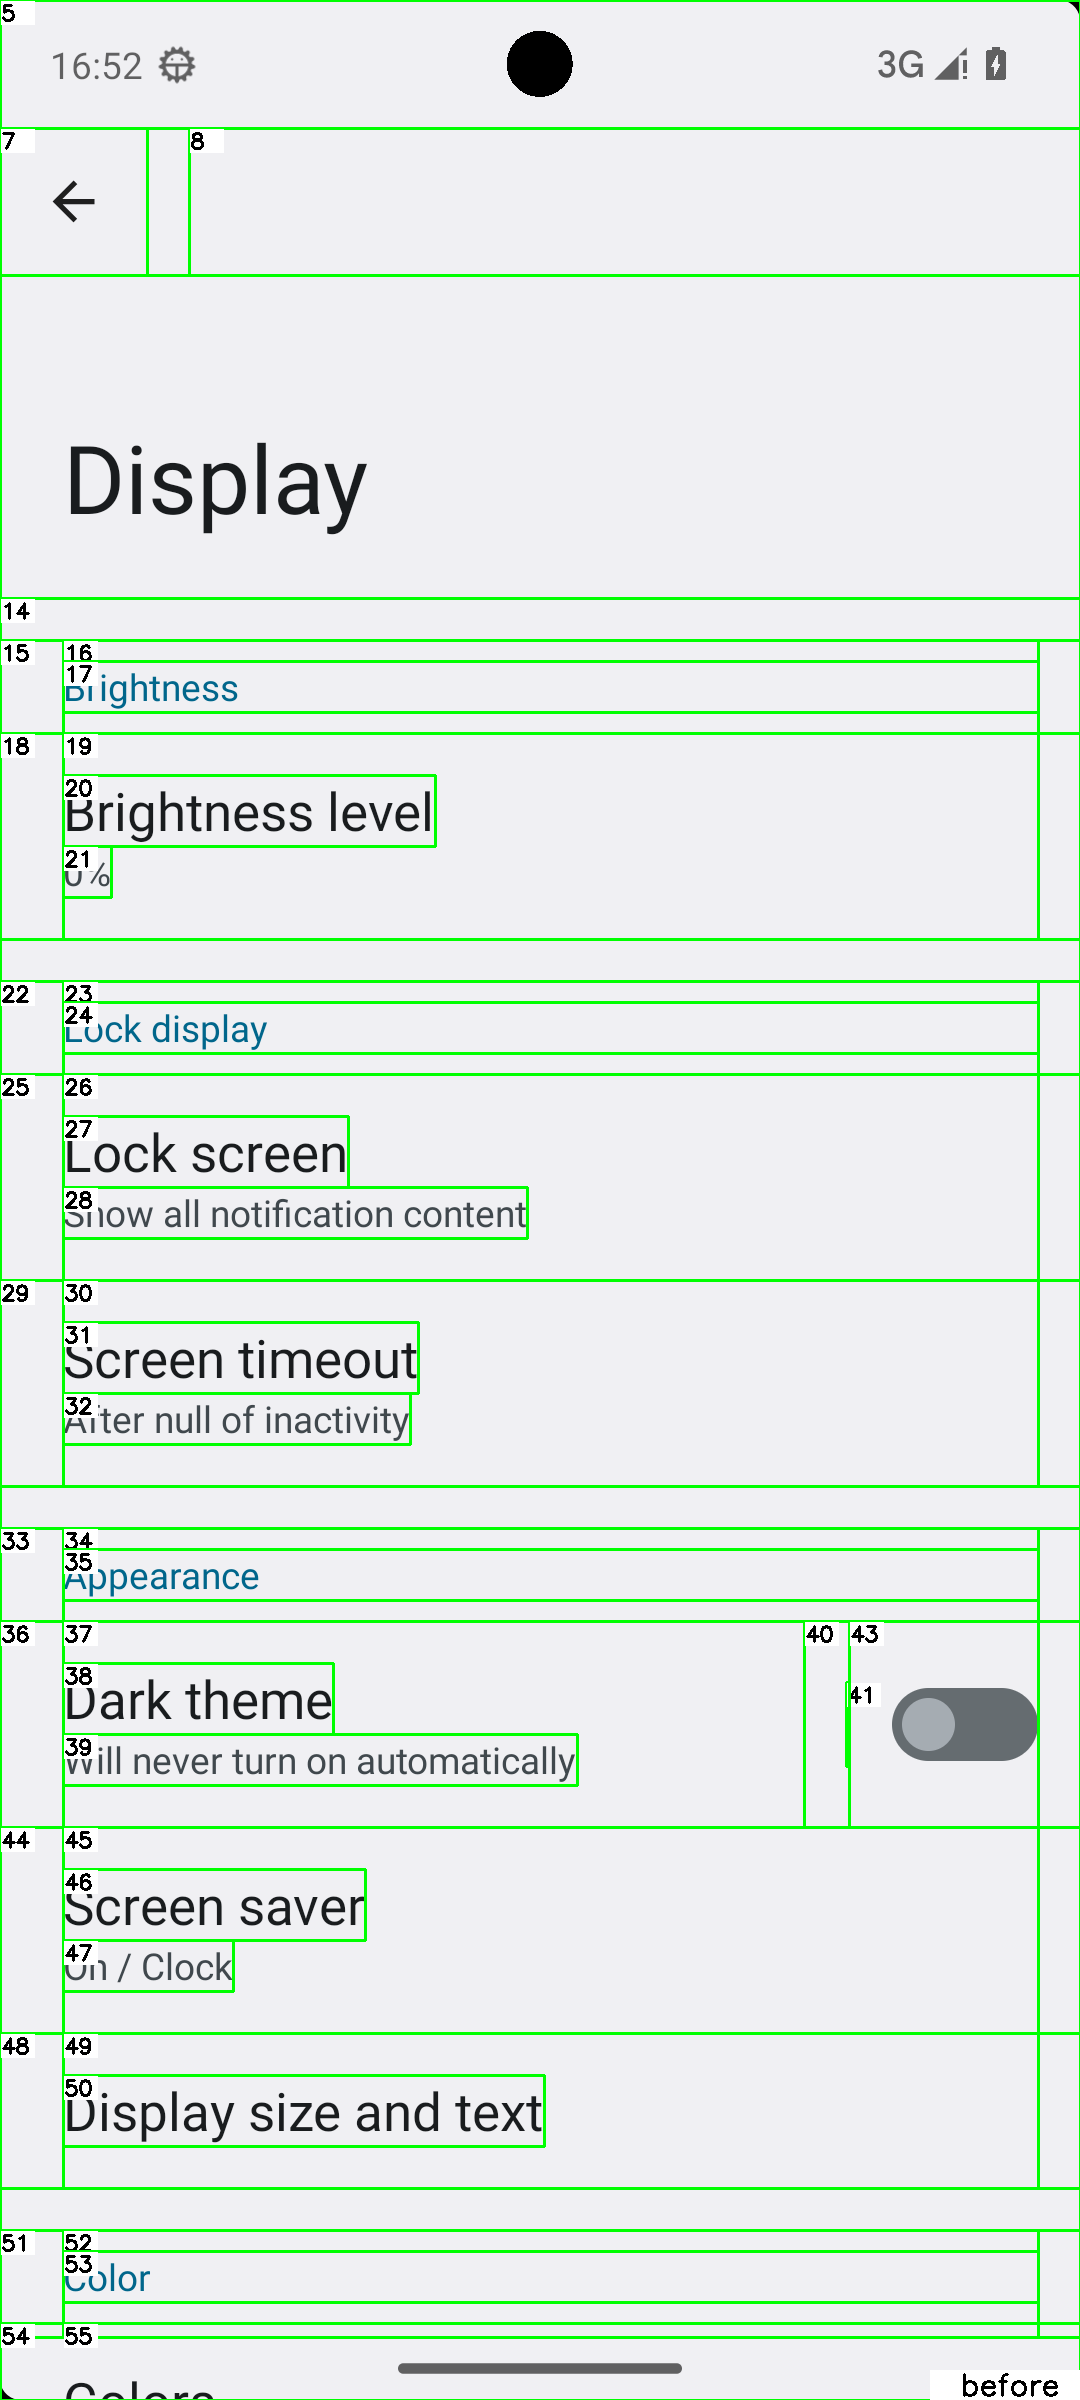 5
16:52 3G
7 8
Display
14
15 16
17
Brightness
18 19
20
Brightness level
21
0%
22 23
24
Lock display
25 26
27
Lock screen
28
Show all notification content
29 30
31
Screen timeout
32
After null of inactivity
33 34
35
Appearance
36 37 40 43
38 41
Dark theme
39
Will never turn on automatically
44 45
46
Screen saver
47
On / Clock
48 49
50
Display size and text
51 52
53
Color
54 55
Colors
before